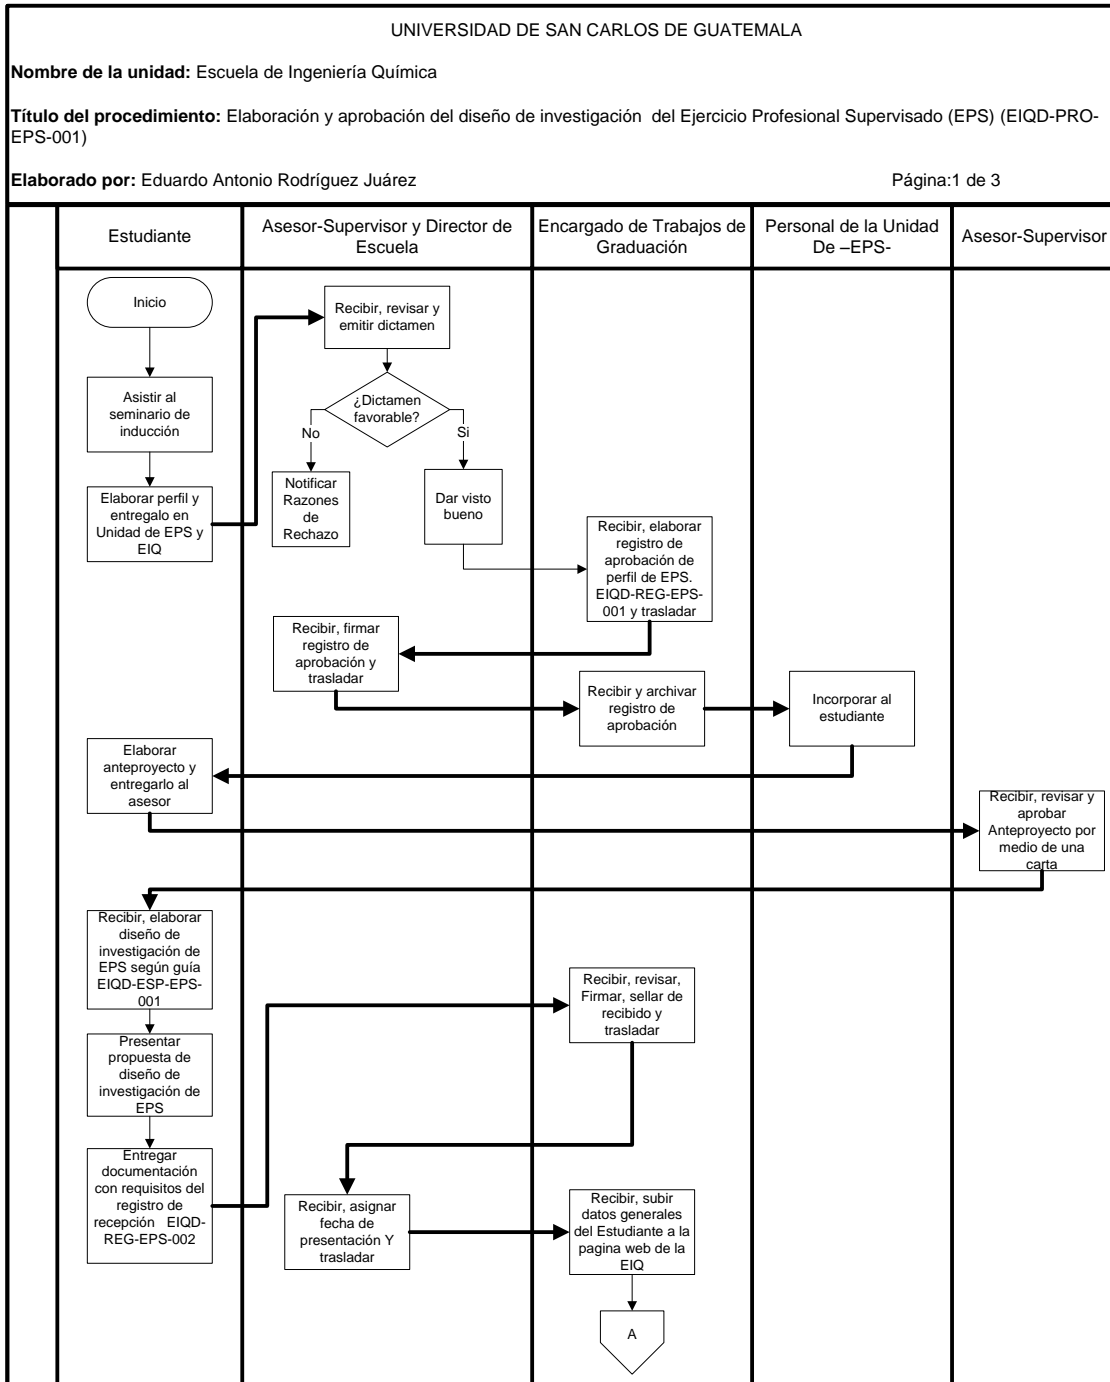 UNIVERSIDAD DE SAN CARLOS DE GUATEMALA
Nombre de la unidad: Escuela de Ingeniería Química
Título del procedimiento: Elaboración y aprobación del diseño de investigación  del Ejercicio Profesional Supervisado (EPS) (EIQD-PRO-
EPS-001)
Elaborado por: Eduardo Antonio Rodríguez Juárez
Página:1 de 3
Estudiante
Asesor-Supervisor y Director de
Escuela
Encargado de Trabajos de
Graduación
Personal de la Unidad
De –EPS-
Asesor-Supervisor
Inicio
Recibir, revisar y
emitir dictamen
Asistir al
seminario de
inducción
¿Dictamen
favorable?
No
Si
Elaborar perfil y
entregalo en
Unidad de EPS y
EIQ
Notificar
Razones
de
Rechazo
Dar visto
bueno
Recibir, elaborar
registro de
aprobación de
perfil de EPS.
EIQD-REG-EPS-
001 y trasladar
Recibir, firmar
registro de
aprobación y
trasladar
Recibir y archivar
registro de
aprobación
Incorporar al
estudiante
Elaborar
anteproyecto y
entregarlo al
asesor
Recibir, revisar y
aprobar
Anteproyecto por
medio de una
carta
Recibir, elaborar
diseño de
investigación de
EPS según guía
EIQD-ESP-EPS-
001
Recibir, revisar,
Firmar, sellar de
recibido y
trasladar
Presentar
propuesta de
diseño de
investigación de
EPS
Entregar
documentación
con requisitos del
registro de
recepción   EIQD-
REG-EPS-002
Recibir, asignar
fecha de
presentación Y
trasladar
Recibir, subir
datos generales
del Estudiante a la
pagina web de la
EIQ
A